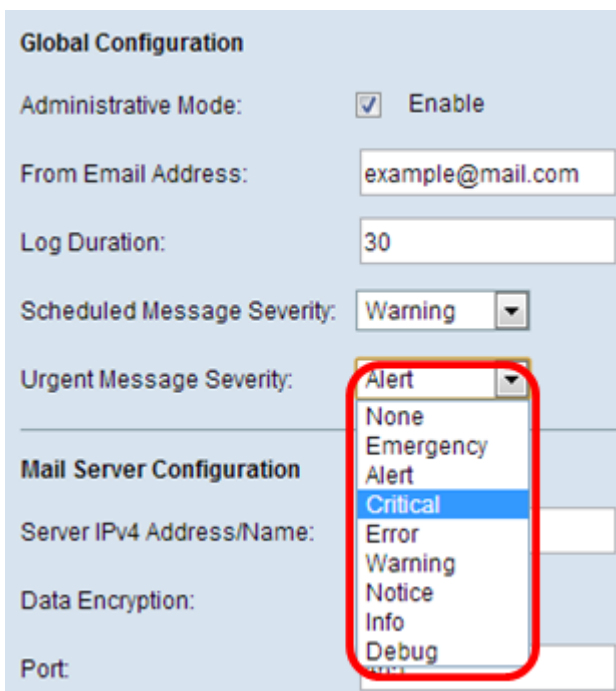 Global Configuration
Administrative Mode: Enable
From Email Address: example@mail.com
Log Duration: 30
Scheduled Message Severity: Warning
Urgent Message Severity: Alert
None
Emergency
Alert
Critical
Error
Warning
Notice
Info
Debug
Mail Server Configuration
Server IPv4 Address/Name:
Data Encryption:
Port: